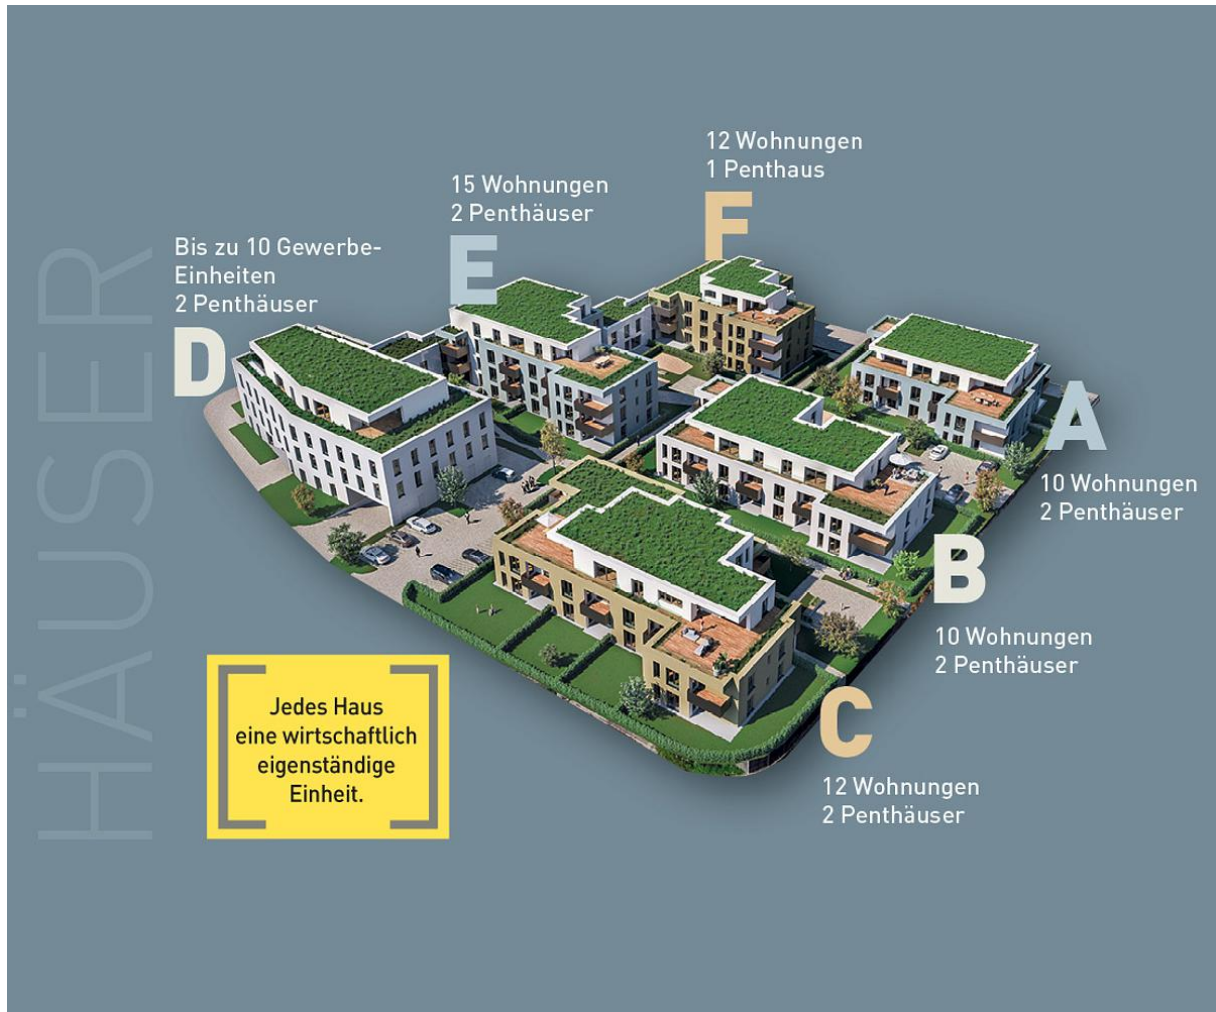 HÄUSER
12 Wohnungen
1 Penthaus
F
15 Wohnungen
2 Penthäuser
E
Bis zu 10 Gewerbe-
Einheiten
2 Penthäuser
D
A
10 Wohnungen
2 Penthäuser
B
10 Wohnungen
2 Penthäuser
C
12 Wohnungen
2 Penthäuser
Jedes Haus
eine wirtschaftlich
eigenständige
Einheit.